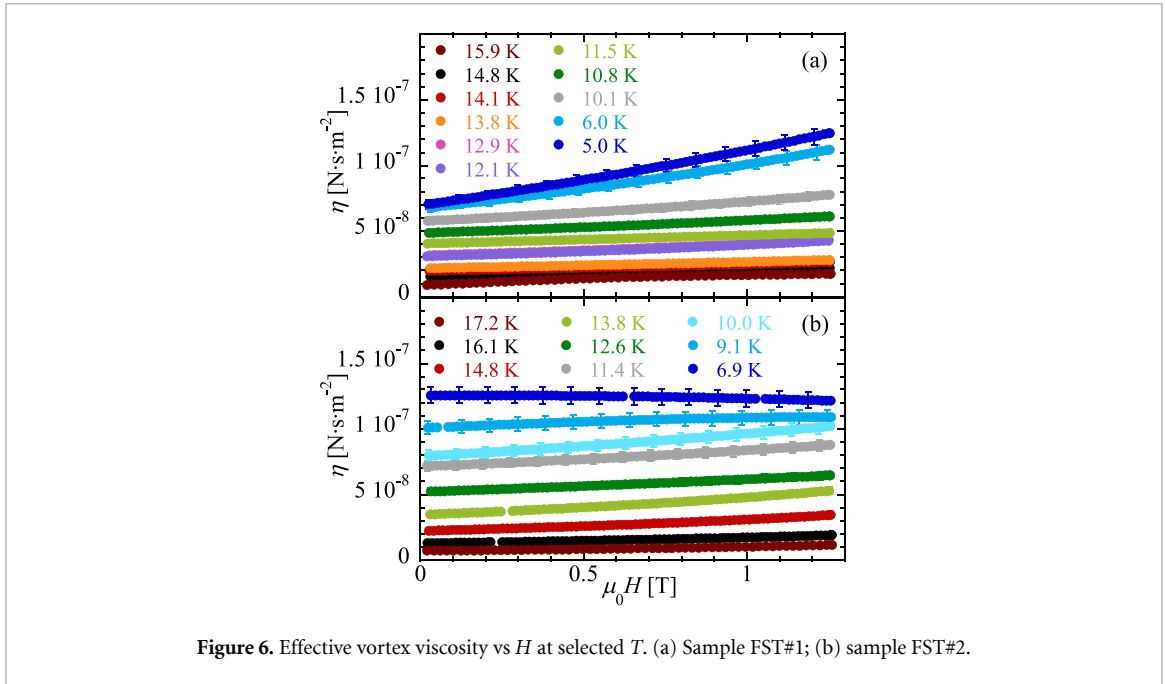 (a)
15.9 K 11.5 K
14.8 K 10.8 K
14.1 K 10.1 K
13.8 K 6.0 K
12.9 K 5.0 K
12.1 K
η [N·s·m⁻²]
1.5 10⁻⁷
1 10⁻⁷
5 10⁻⁸
0
(b)
17.2 K 13.8 K 10.0 K
16.1 K 12.6 K 9.1 K
14.8 K 11.4 K 6.9 K
η [N·s·m⁻²]
1.5 10⁻⁷
1 10⁻⁷
5 10⁻⁸
0
0 0.5 1
μ₀H [T]
Figure 6. Effective vortex viscosity vs H at selected T. (a) Sample FST#1; (b) sample FST#2.